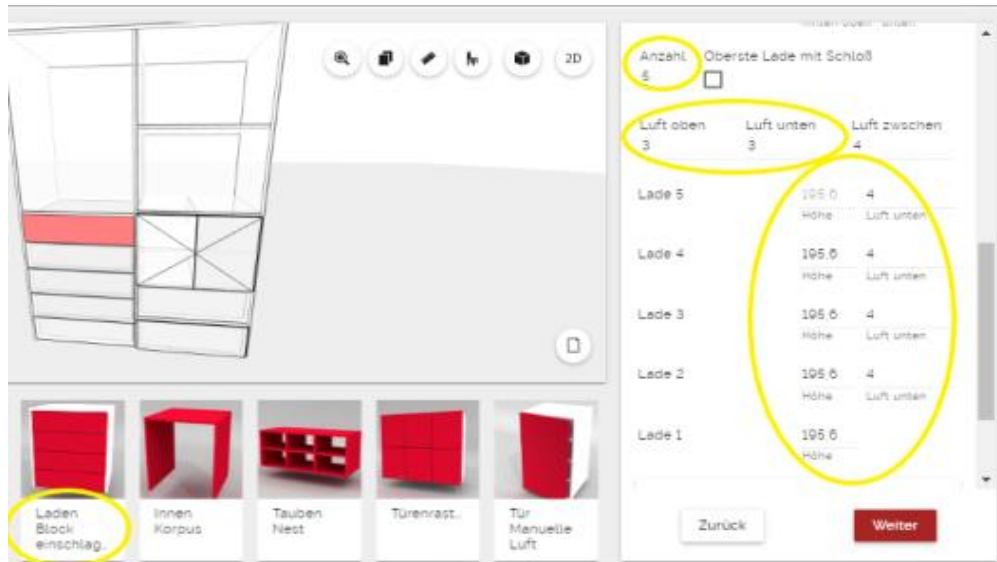 2D
Anzahl Oberste Lade mit Schloß
5
Luft oben Luft unten Luft zwschen
3 3 4
Lade 5 195,6 4
Höhe Luft unten
Lade 4 195,6 4
Höhe Luft unten
Lade 3 195,6 4
Höhe Luft unten
Lade 2 195,6 4
Höhe Luft unten
Lade 1 195,6
Höhe
Laden
Block
einschlag..
Innen
Korpus
Tauben
Nest
Türenrast..
Tür
Manuelle
Luft
Zurück Weiter